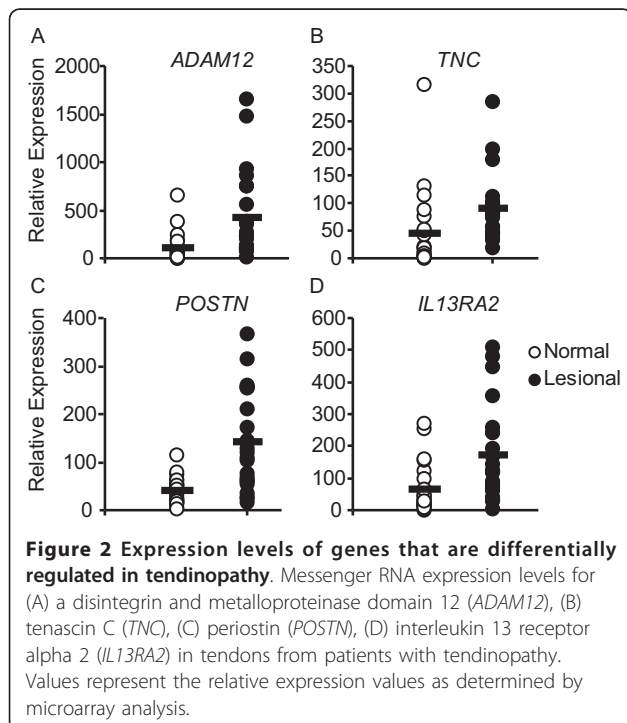 A
ADAM12
2000
1500
1000
500
0
Relative Expression
B
TNC
350
300
250
200
150
100
50
0
C
POSTN
400
300
200
100
0
Relative Expression
D
IL13RA2
600
500
400
300
200
100
0
Normal
Lesional
Figure 2 Expression levels of genes that are differentially
regulated in tendinopathy. Messenger RNA expression levels for
(A) a disintegrin and metalloproteinase domain 12 (ADAM12), (B)
tenascin C (TNC), (C) periostin (POSTN), (D) interleukin 13 receptor
alpha 2 (IL13RA2) in tendons from patients with tendinopathy.
Values represent the relative expression values as determined by
microarray analysis.